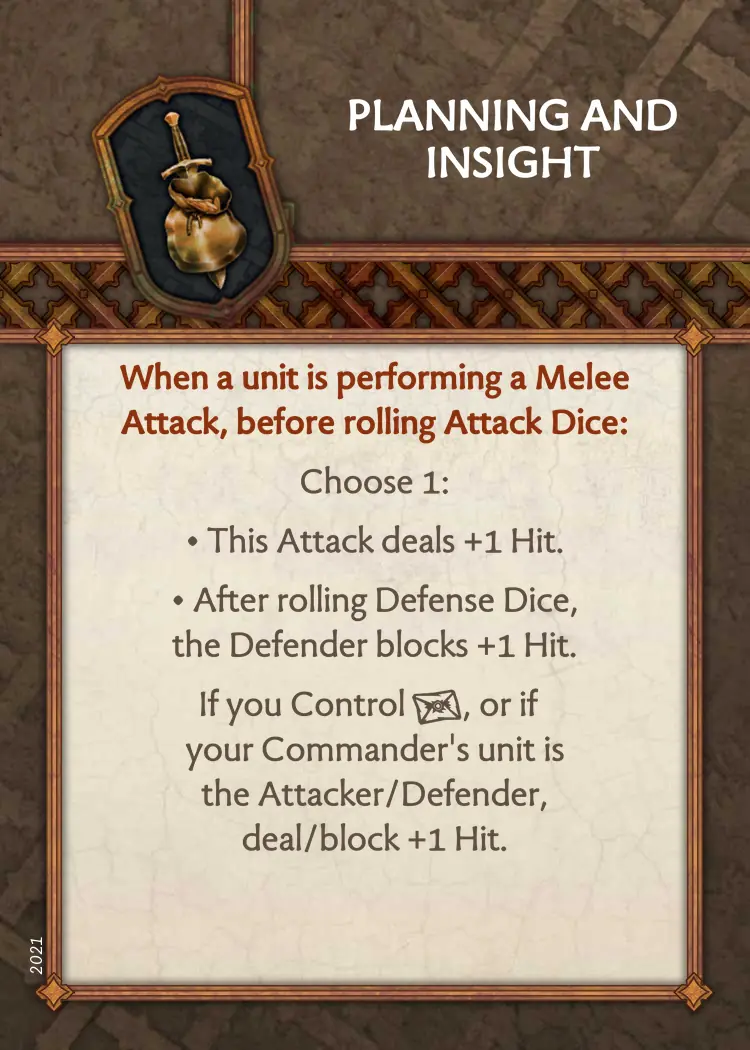 PLANNING AND
INSIGHT
When a unit is performing a Melee
Attack, before rolling Attack Dice:
Choose 1:
• This Attack deals +1 Hit.
• After rolling Defense Dice,
the Defender blocks +1 Hit.
If you Control , or if
your Commander's unit is
the Attacker/Defender,
deal/block +1 Hit.
2021